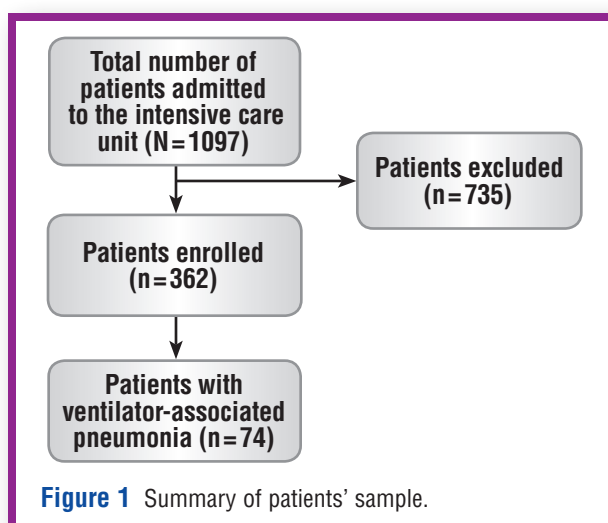 Total number of
patients admitted
to the intensive care
unit (N=1097)
Patients excluded
(n=735)
Patients enrolled
(n=362)
Patients with
ventilator-associated
pneumonia (n=74)
Figure 1 Summary of patients’ sample.